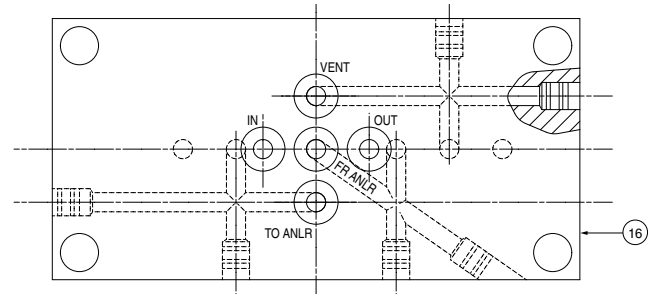 VENT
IN
OUT
FR ANLR
TO ANLR
16